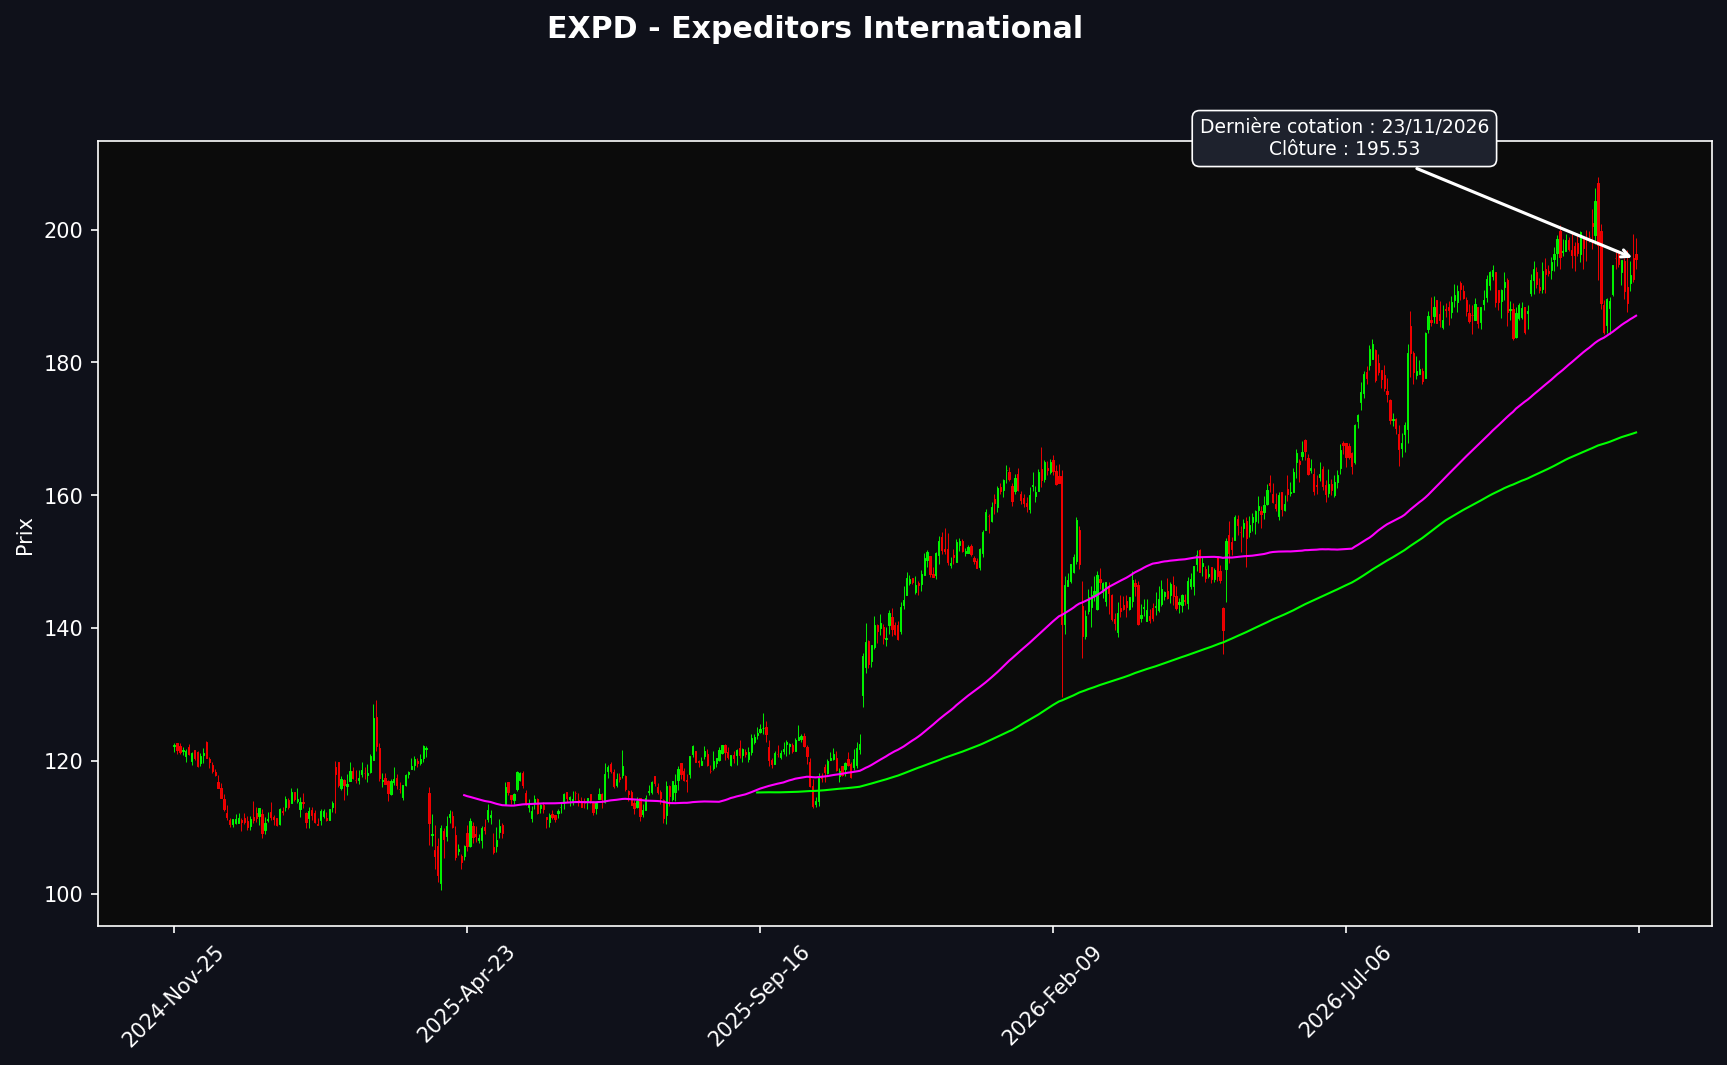 EXPD - Expeditors International
Dernière cotation : 23/11/2026
Clôture : 195.53
Prix
200
180
160
140
120
100
2024-Nov-25
2025-Apr-23
2025-Sep-16
2026-Feb-09
2026-Jul-06